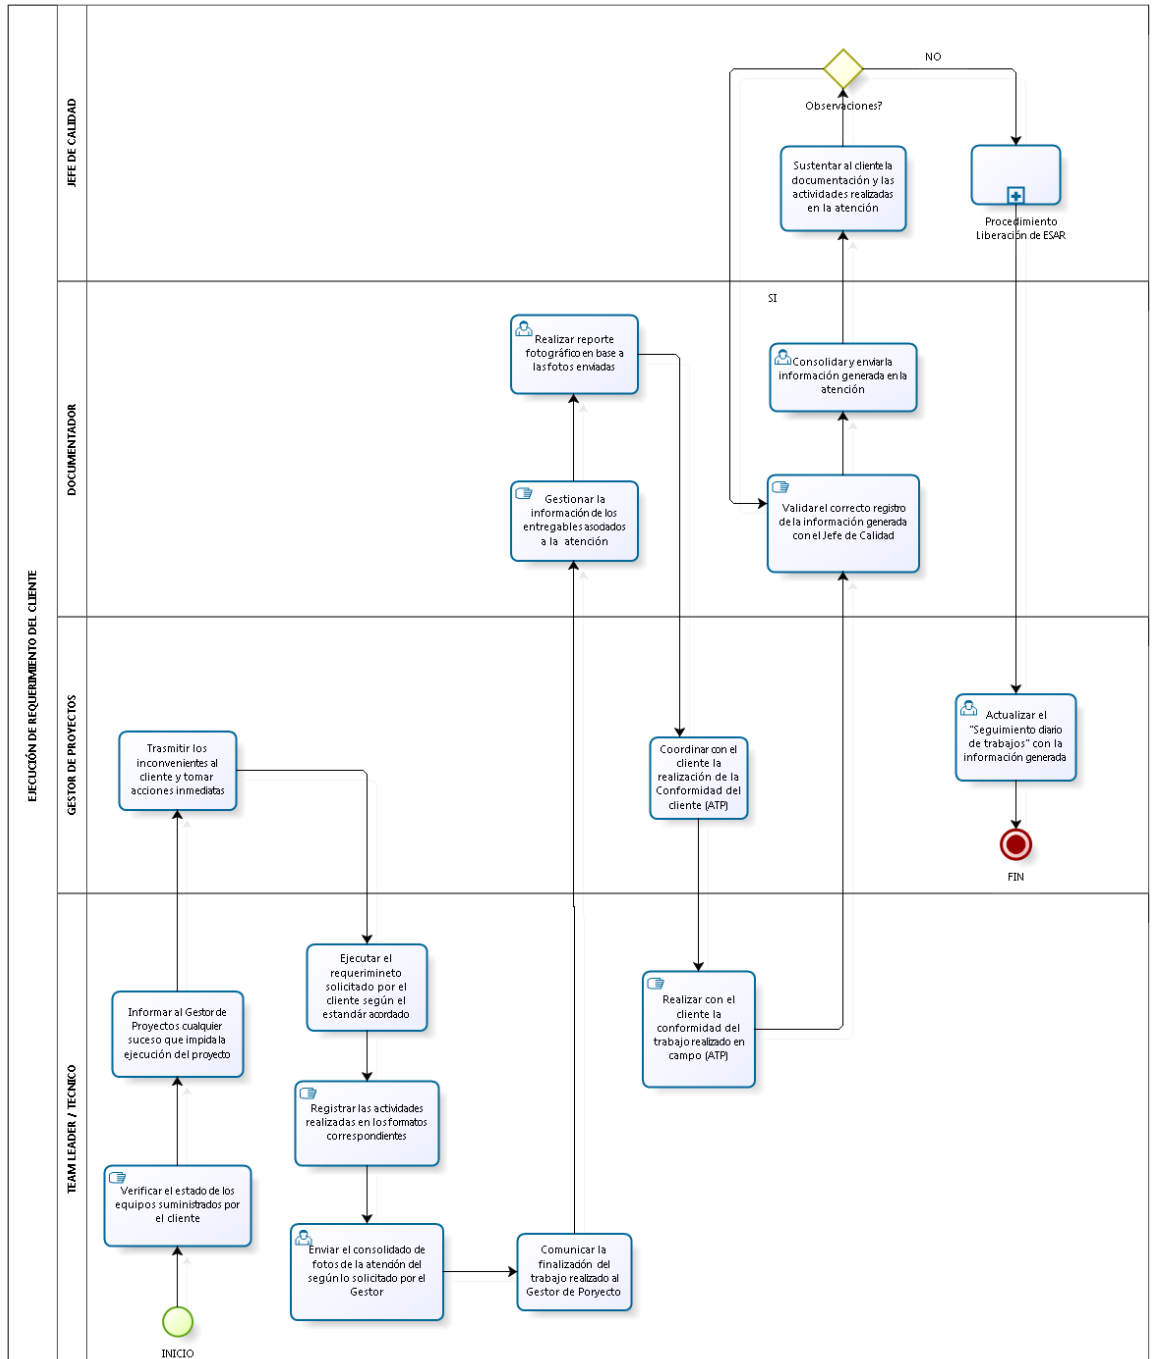 EJECUCIÓN DE REQUERIMIENTO DEL CLIENTE
JEFE DE CALIDAD
NO
Observaciones?
Sustentar al cliente la
documentación y las
actividades realizadas
en la atención
Procedimiento
Liberación de ESAR
DOCUMENTADOR
SI
Realizar reporte
fotográfico en base a
las fotos enviadas
Consolidar y enviar la
información generada en la
atención
Gestionar la
información de los
entregables asociados
a la atención
Validar el correcto registro
de la información generada
con el Jefe de Calidad
GESTOR DE PROYECTOS
Trasmitir los
inconvenientes al
cliente y tomar
acciones inmediatas
Coordinar con el
cliente la
realización de la
Conformidad del
cliente (ATP)
Actualizar el
"Seguimiento diario
de trabajos" con la
información generada
FIN
TEAM LEADER / TECNICO
Informar al Gestor de
Proyectos cualquier
suceso que impida la
ejecución del proyecto
Ejecutar el
requerimineto
solicitado por el
cliente según el
estandár acordado
Realizar con el
cliente la
conformidad del
trabajo realizado en
campo (ATP)
Registrar las actividades
realizadas en los formatos
correspondientes
Verificar el estado de los
equipos suministrados por
el cliente
Enviar el consolidado de
fotos de la atención del
según lo solicitado por el
Gestor
Comunicar la
finalización del
trabajo realizado al
Gestor de Poryecto
INICIO